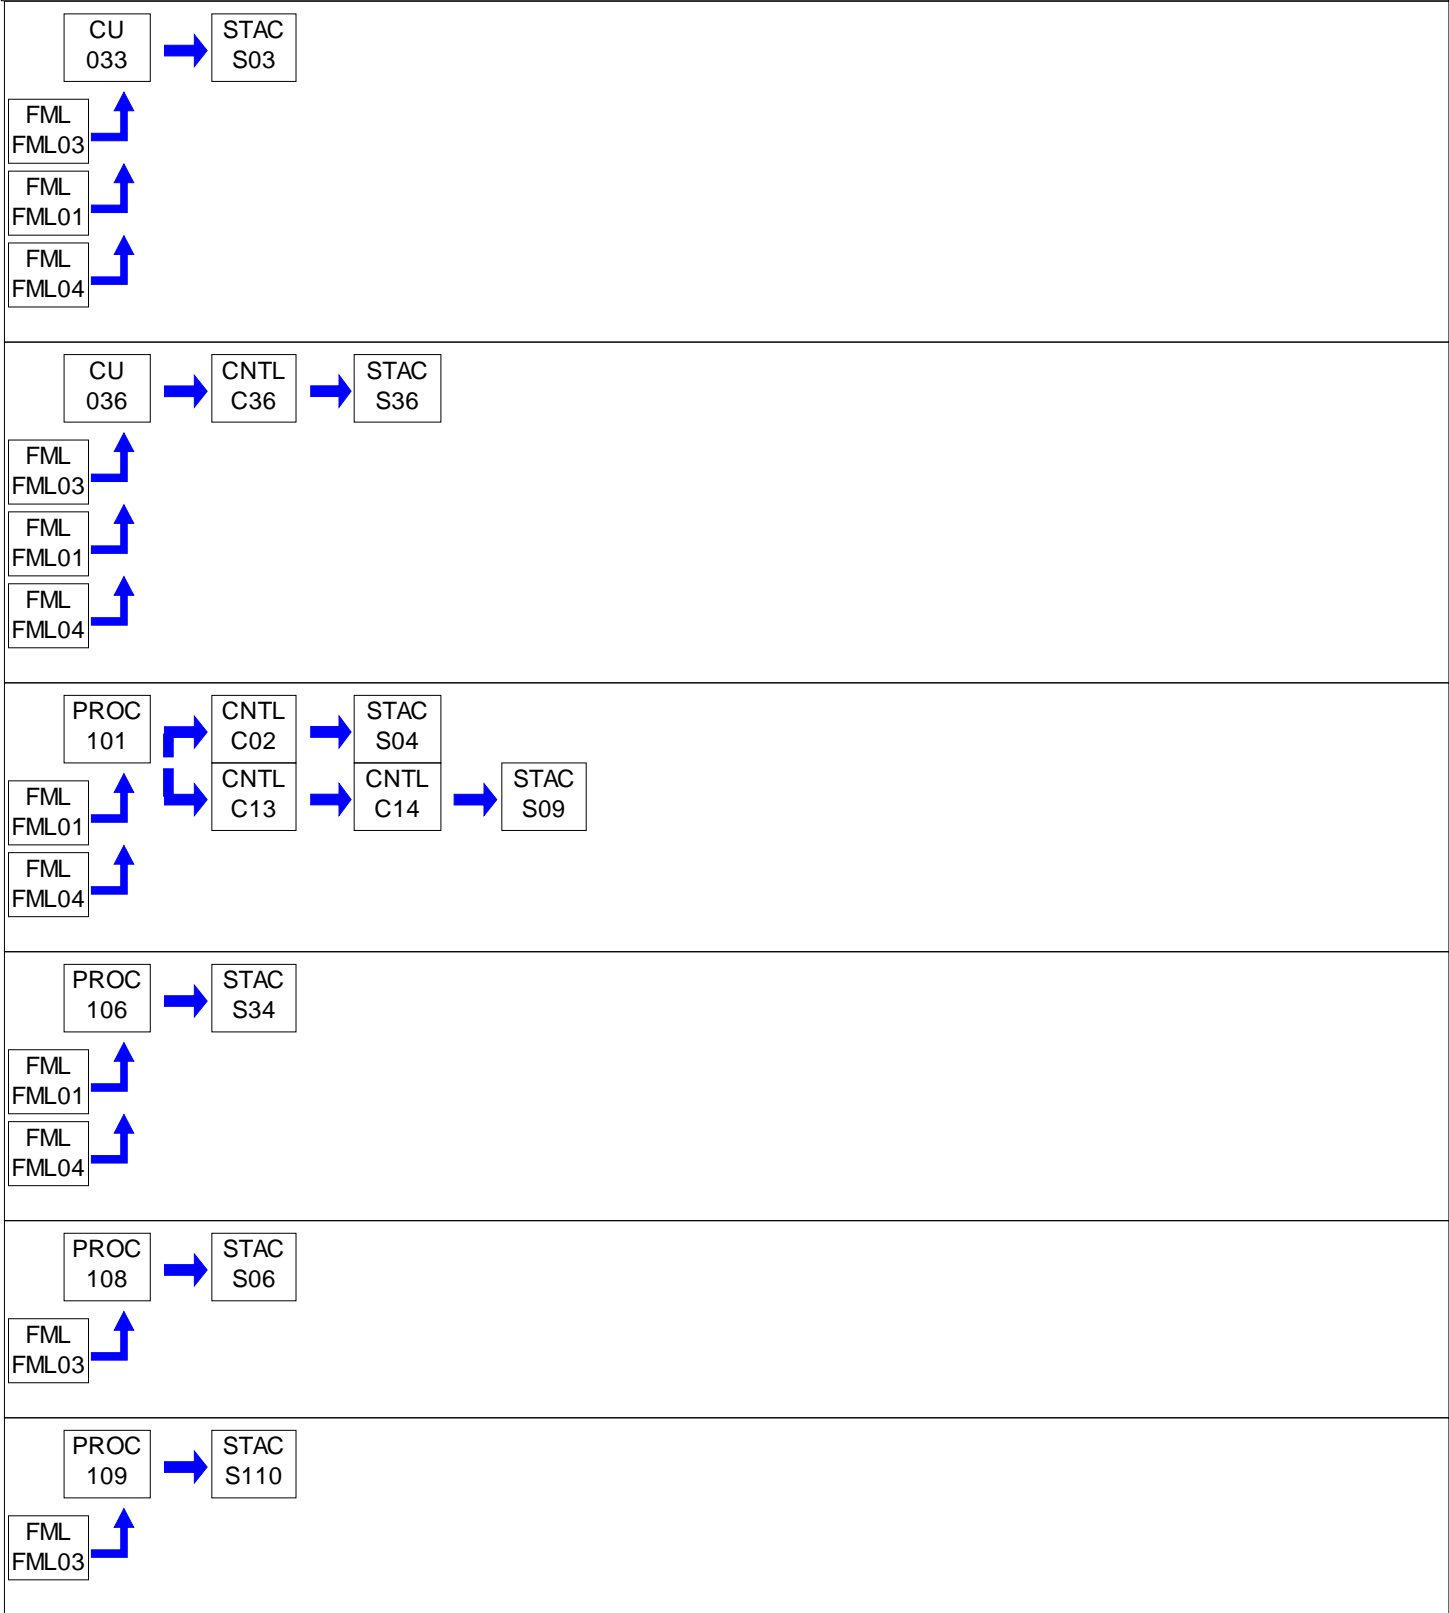 CU
033
STAC
S03
FML
FML03
FML
FML01
FML
FML04
CU
036
CNTL
C36
STAC
S36
FML
FML03
FML
FML01
FML
FML04
PROC
101
CNTL
C02
STAC
S04
CNTL
C13
CNTL
C14
STAC
S09
FML
FML01
FML
FML04
PROC
106
STAC
S34
FML
FML01
FML
FML04
PROC
108
STAC
S06
FML
FML03
PROC
109
STAC
S110
FML
FML03